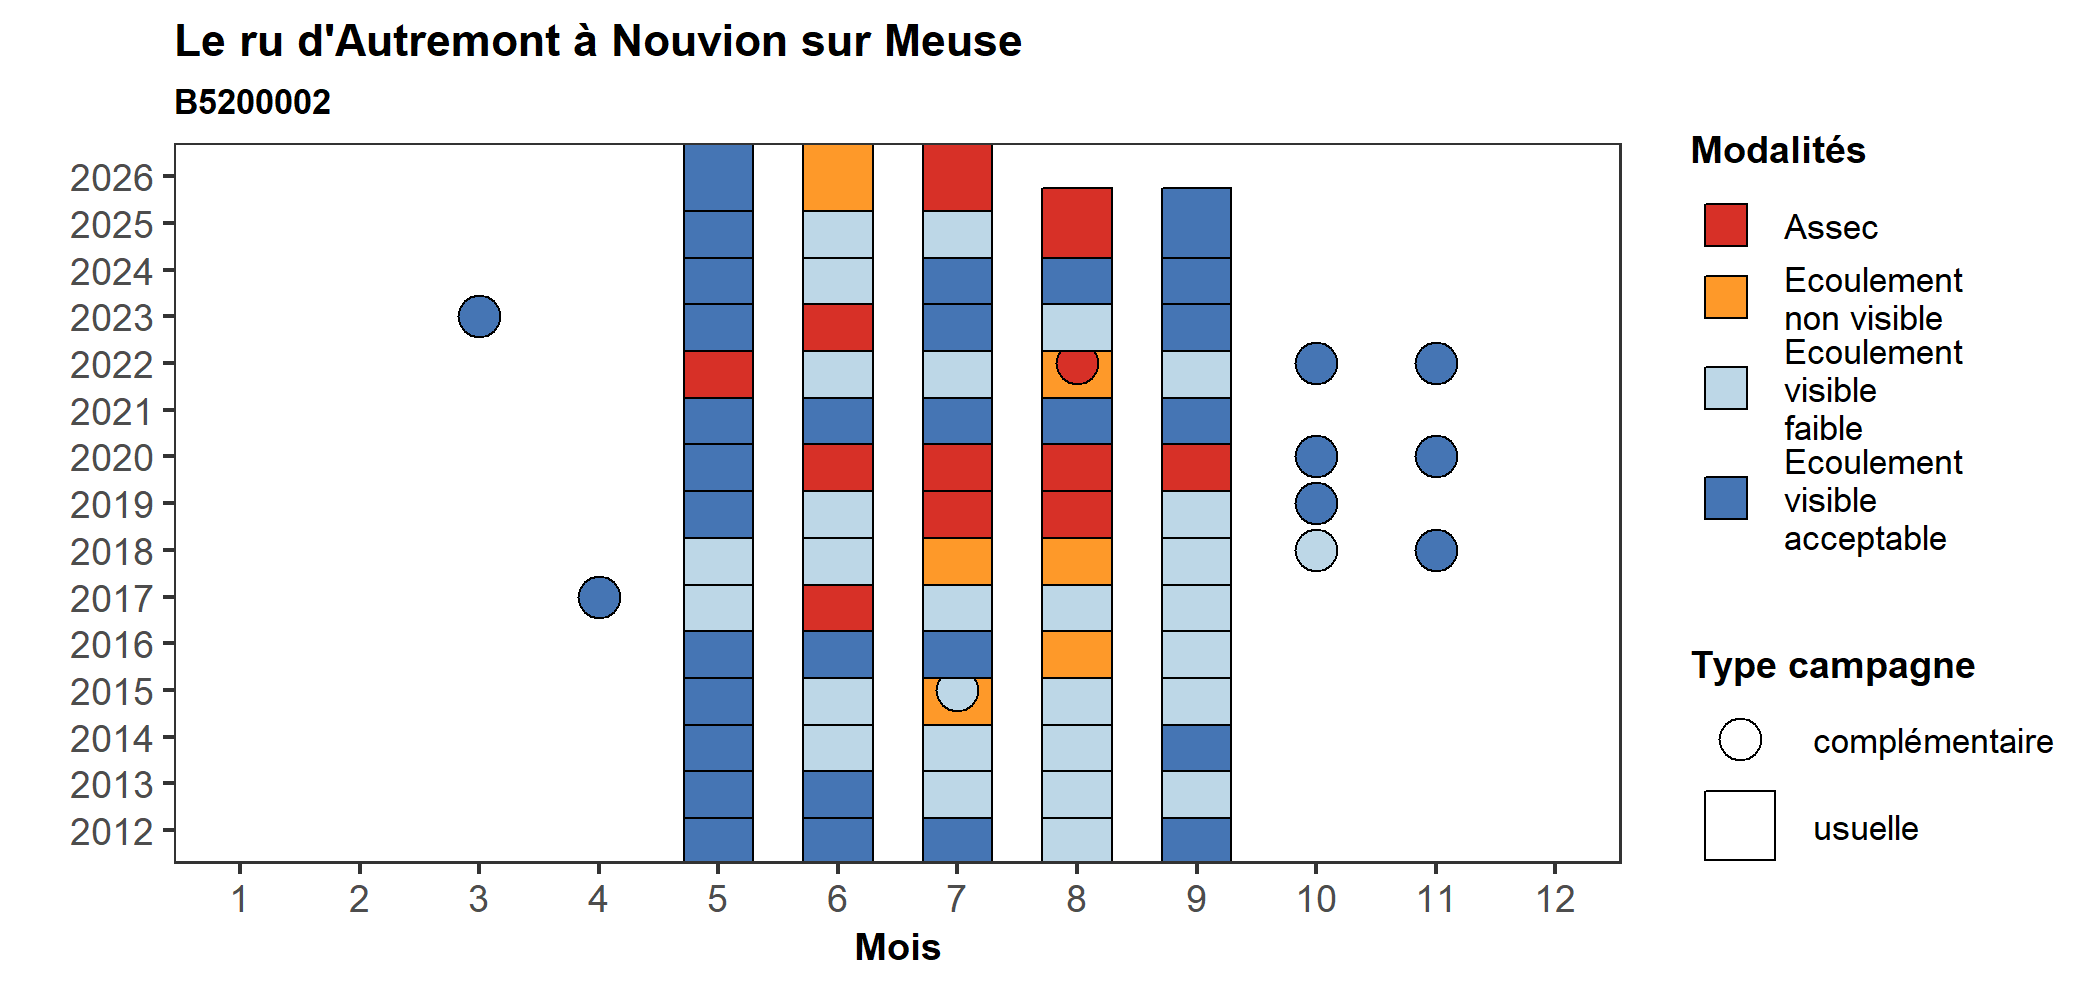 Le ru d'Autremont à Nouvion sur Meuse
B5200002
2026
2025
2024
2023
2022
2021
2020
2019
2018
2017
2016
2015
2014
2013
2012
1 2 3 4 5 6 7 8 9 10 11 12
Mois
Modalités
Assec
Ecoulement
non visible
Ecoulement
visible
faible
Ecoulement
visible
acceptable
Type campagne
complémentaire
usuelle